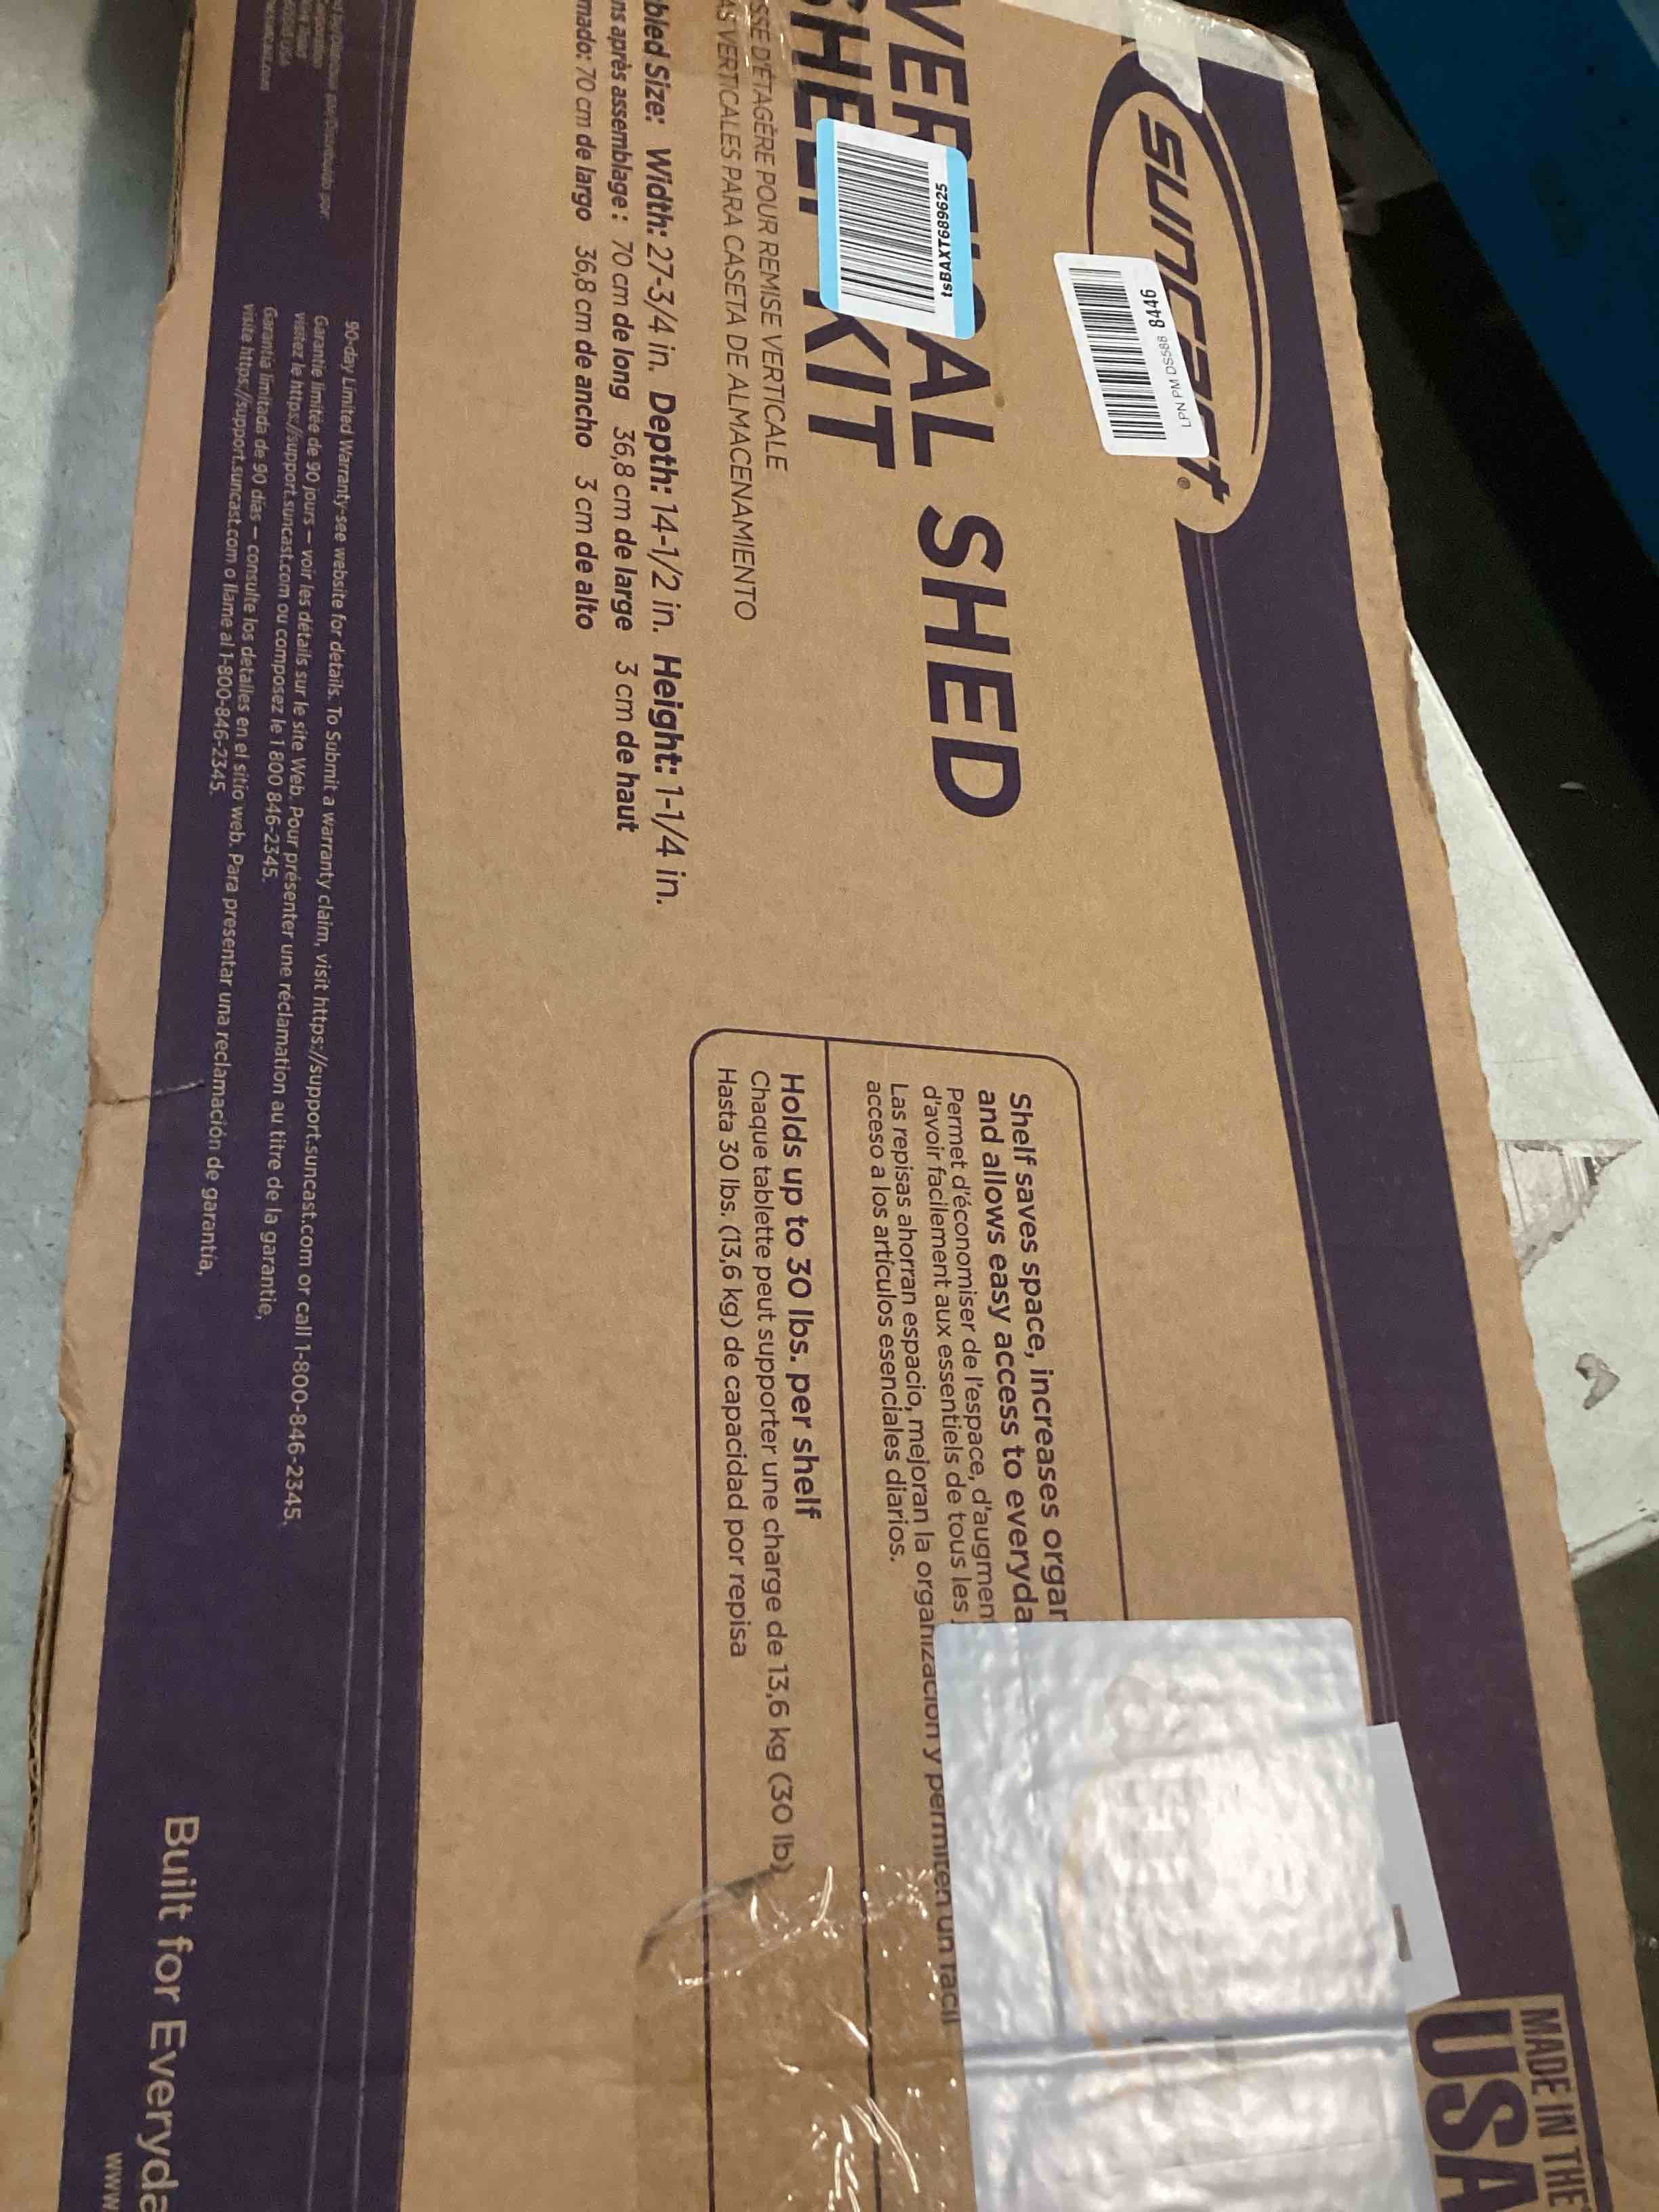 suncast®
LPN PM DS588 8446
VER AL SHED
SHEL KIT
tsBAXT689625
SSE D'ÉTAGÈRE POUR REMISE VERTICALE
AS VERTICALES PARA CASETA DE ALMACENAMIENTO
bled Size: Width: 27-3/4 in. Depth: 14-1/2 in. Height: 1-1/4 in.
ns après assemblage: 70 cm de long 36,8 cm de large 3 cm de haut
mado: 70 cm de largo 36,8 cm de ancho 3 cm de alto
Shelf saves space, increases organ
and allows easy access to everyda
Permet d'économiser de l'espace, d'augmen
d'avoir facilement aux essentiels de tous les
Las repisas ahorran espacio, mejoran la organización y permiten un fácil
acceso a los artículos esenciales diarios.
Holds up to 30 lbs. per shelf
Chaque tablette peut supporter une charge de 13,6 kg (30 lb)
Hasta 30 lbs. (13,6 kg) de capacidad por repisa
MADE IN THE
USA
90-day Limited Warranty-see website for details. To Submit a warranty claim, visit https://support.suncast.com or call 1-800-846-2345.
Garantie limitée de 90 jours – voir les détails sur le site Web. Pour présenter une réclamation au titre de la garantie,
visitez le https://support.suncast.com ou composez le 1 800 846-2345.
Garantía limitada de 90 días – consulte los detalles en el sitio web. Para presentar una reclamación de garantía,
visite https://support.suncast.com o llame al 1-800-846-2345.
Built for Everyda
www